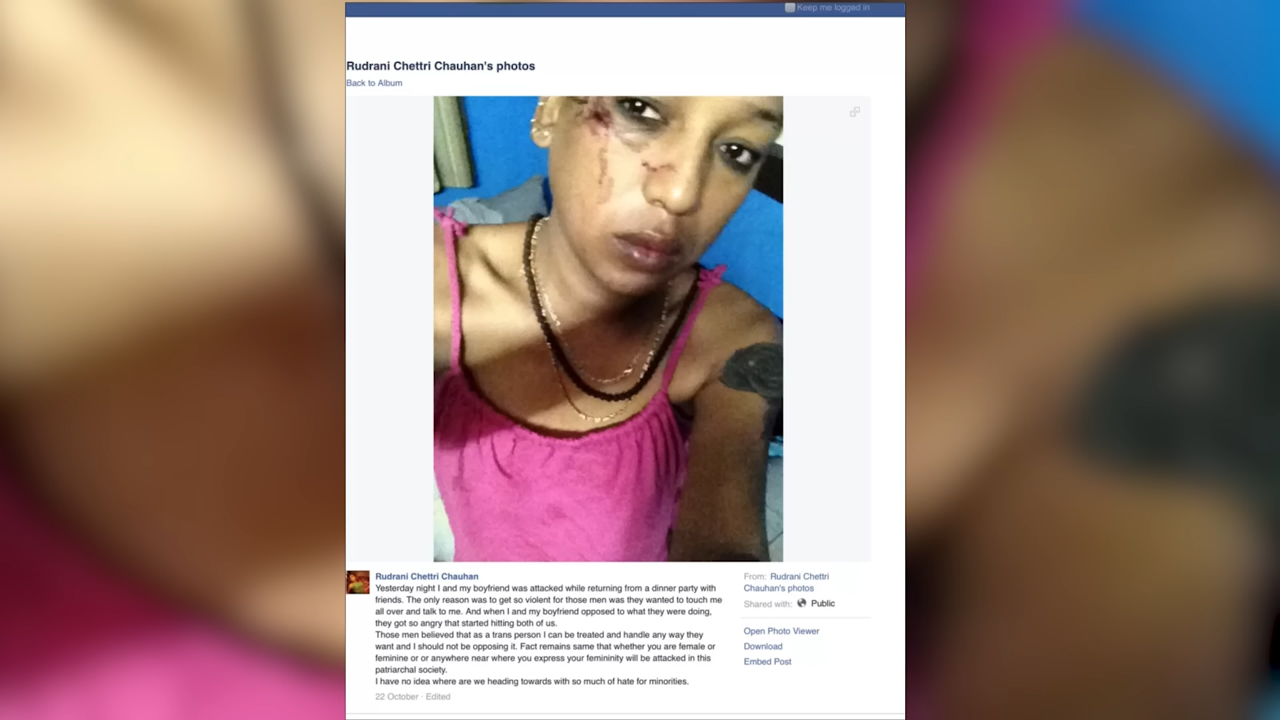 Keep me logged in
Rudrani Chettri Chauhan's photos
Back to Album
Rudrani Chettri Chauhan
Yesterday night I and my boyfriend was attacked while returning from a dinner party with
friends. The only reason was to get so violent for those men was they wanted to touch me
all over and talk to me. And when I and my boyfriend opposed to what they were doing,
they got so angry that started hitting both of us.
Those men believed that as a trans person I can be treated and handle any way they
want and I should not be opposing it. Fact remains same that whether you are female or
feminine or or anywhere near where you express your femininity will be attacked in this
patriarchal society.
I have no idea where are we heading towards with so much of hate for minorities.
22 October · Edited
From: Rudrani Chettri
Chauhan's photos
Shared with: Public
Open Photo Viewer
Download
Embed Post